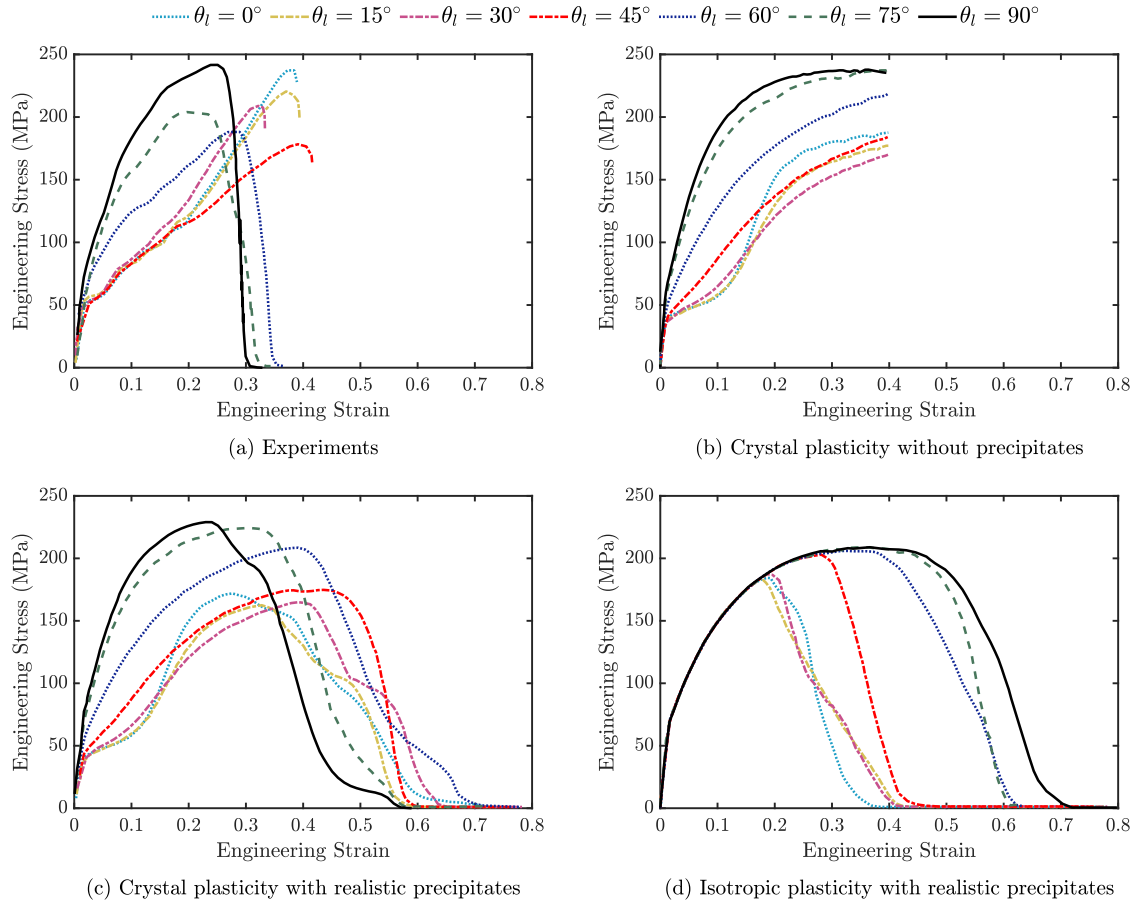 θl = 0° θl = 15° θl = 30° θl = 45° θl = 60° θl = 75° θl = 90°
250
200
150
100
50
0
Engineering Stress (MPa)
0 0.1 0.2 0.3 0.4 0.5 0.6 0.7 0.8
Engineering Strain
(a) Experiments
250
200
150
100
50
0
Engineering Stress (MPa)
0 0.1 0.2 0.3 0.4 0.5 0.6 0.7 0.8
Engineering Strain
(b) Crystal plasticity without precipitates
250
200
150
100
50
0
Engineering Stress (MPa)
0 0.1 0.2 0.3 0.4 0.5 0.6 0.7 0.8
Engineering Strain
(c) Crystal plasticity with realistic precipitates
250
200
150
100
50
0
Engineering Stress (MPa)
0 0.1 0.2 0.3 0.4 0.5 0.6 0.7 0.8
Engineering Strain
(d) Isotropic plasticity with realistic precipitates